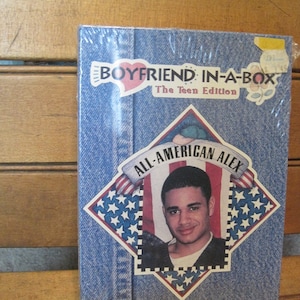 BOYFRIEND IN-A-BOX
The Teen Edition
ALL-AMERICAN ALEX